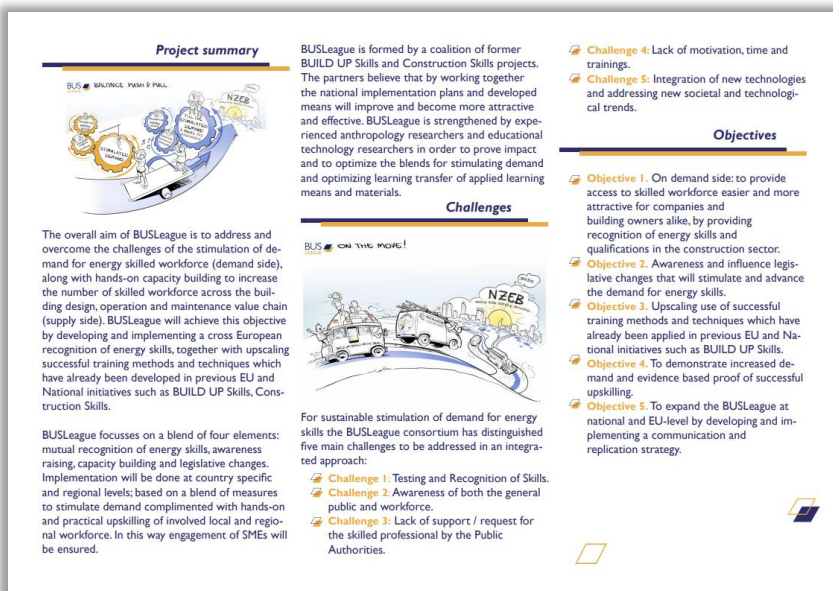 Project summary
BUS
LEAGUE
BALANCE PUSH & PULL
NZEB
STIMULATED
DEMAND
STIMULATED
DEMAND
The overall aim of BUSLeague is to address and
overcome the challenges of the stimulation of de-
mand for energy skilled workforce (demand side),
along with hands-on capacity building to increase
the number of skilled workforce across the buil-
ding design, operation and maintenance value chain
(supply side). BUSLeague will achieve this objective
by developing and implementing a cross European
recognition of energy skills, together with upscaling
successful training methods and techniques which
have already been developed in previous EU and
National initiatives such as BUILD UP Skills, Cons-
truction Skills.
BUSLeague focusses on a blend of four elements:
mutual recognition of energy skills, awareness
raising, capacity building and legislative changes.
Implementation will be done at country specific
and regional levels; based on a blend of measures
to stimulate demand complimented with hands-on
and practical upskilling of involved local and regio-
nal workforce. In this way engagement of SMEs will
be ensured.
BUSLeague is formed by a coalition of former
BUILD UP Skills and Construction Skills projects.
The partners believe that by working together
the national implementation plans and developed
means will improve and become more attractive
and effective. BUSLeague is strengthened by expe-
rienced anthropology researchers and educational
technology researchers in order to prove impact
and to optimize the blends for stimulating demand
and optimizing learning transfer of applied learning
means and materials.
Challenges
BUS
LEAGUE
ON THE MOVE!
NZEB
For sustainable stimulation of demand for energy
skills the BUSLeague consortium has distinguished
five main challenges to be addressed in an integra-
ted approach:
Challenge 1: Testing and Recognition of Skills.
Challenge 2: Awareness of both the general
public and workforce.
Challenge 3: Lack of support / request for
the skilled professional by the Public
Authorities.
Challenge 4: Lack of motivation, time and
trainings.
Challenge 5: Integration of new technologies
and addressing new societal and technologi-
cal trends.
Objectives
Objective 1. On demand side: to provide
access to skilled workforce easier and more
attractive for companies and
building owners alike, by providing
recognition of energy skills and
qualifications in the construction sector.
Objective 2. Awareness and influence legis-
lative changes that will stimulate and advance
the demand for energy skills.
Objective 3. Upscaling use of successful
training methods and techniques which have
already been applied in previous EU and Na-
tional initiatives such as BUILD UP Skills.
Objective 4. To demonstrate increased de-
mand and evidence based proof of successful
upskilling.
Objective 5. To expand the BUSLeague at
national and EU-level by developing and im-
plementing a communication and
replication strategy.